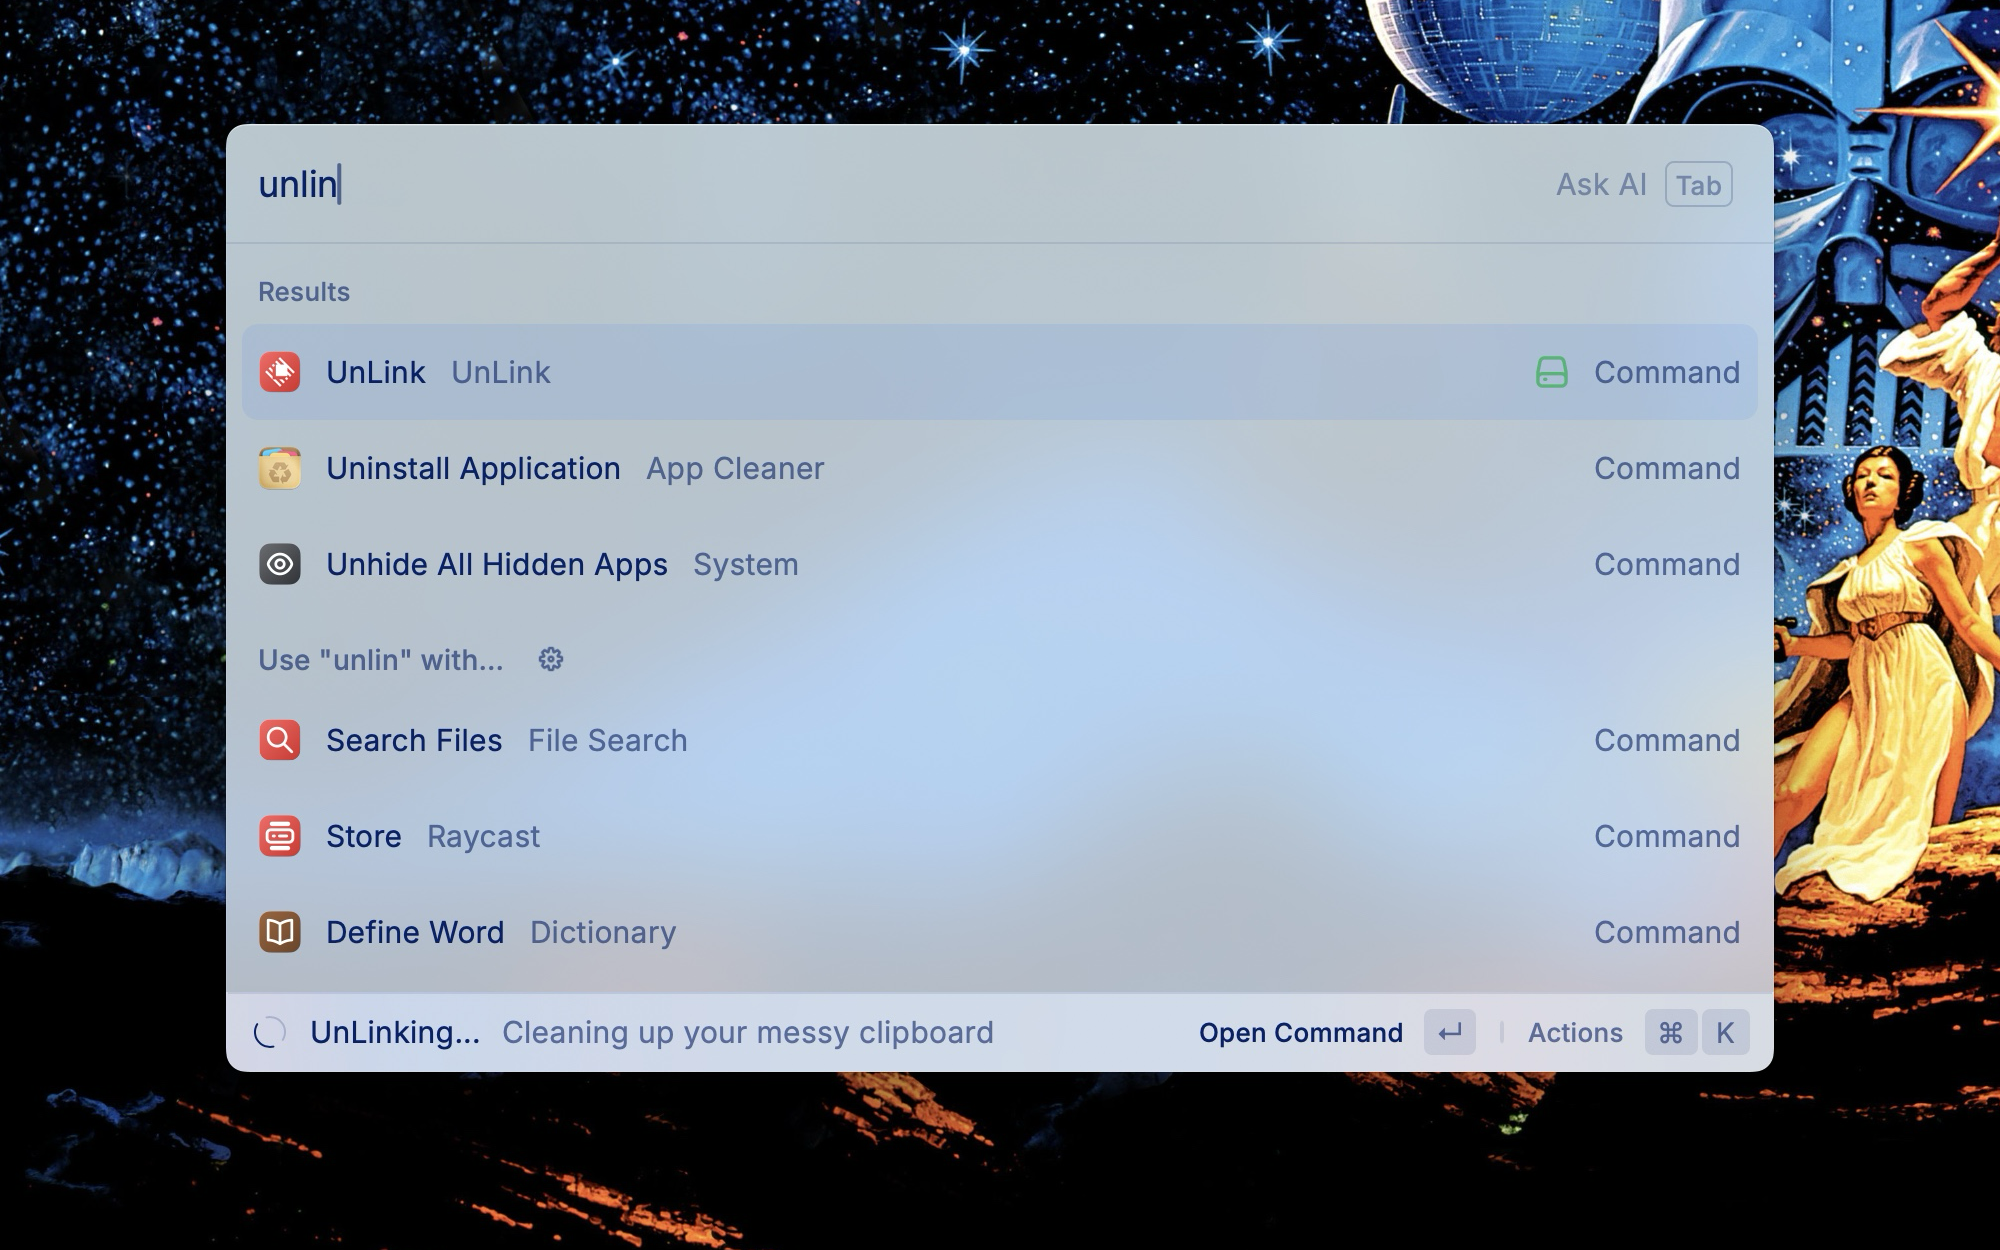 unlin Ask AI Tab
Results
UnLink UnLink Command
Uninstall Application App Cleaner Command
Unhide All Hidden Apps System Command
Use "unlin" with...
Search Files File Search Command
Store Raycast Command
Define Word Dictionary Command
UnLinking... Cleaning up your messy clipboard Open Command ↵ Actions ⌘ K